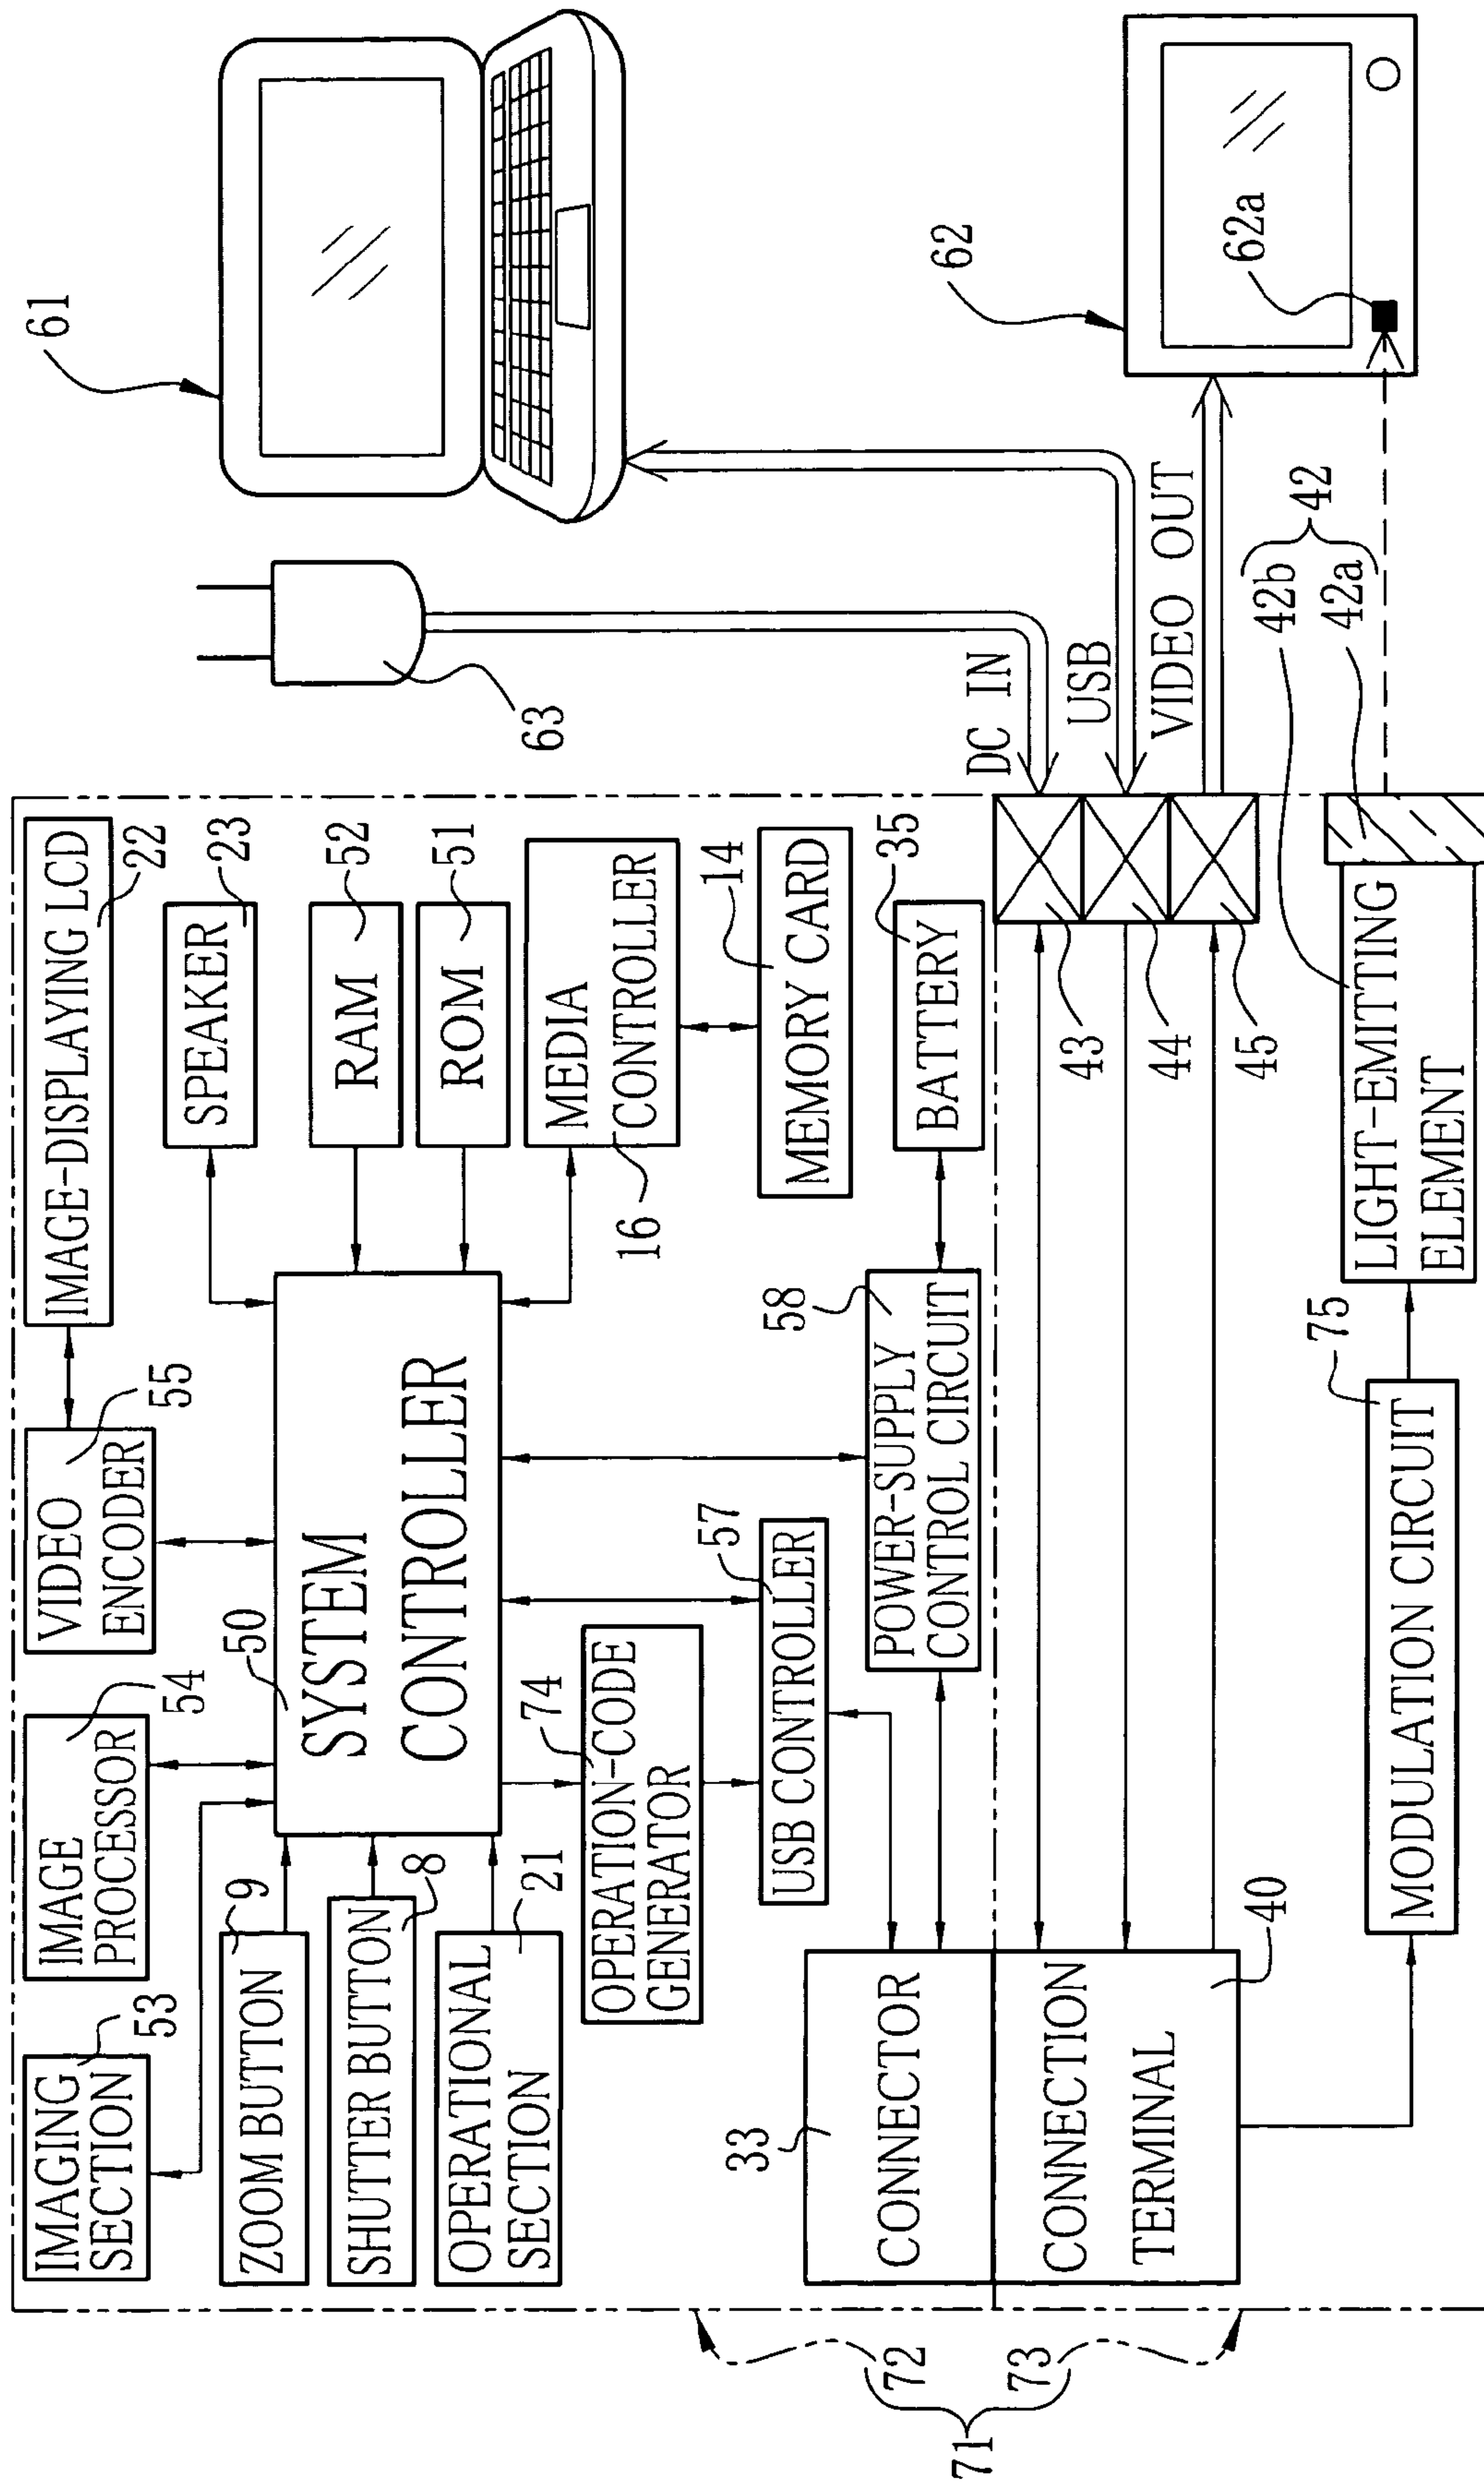 IMAGING
SECTION
53
IMAGE
PROCESSOR
54
VIDEO
ENCODER
55
IMAGE-DISPLAYING LCD
22
61
ZOOM BUTTON
9
SHUTTER BUTTON
8
OPERATIONAL
SECTION
21
50
SYSTEM
CONTROLLER
SPEAKER
23
RAM
52
ROM
51
MEDIA
CONTROLLER
16
MEMORY CARD
14
63
OPERATION-CODE
GENERATOR
74
USB CONTROLLER
57
POWER-SUPPLY
CONTROL CIRCUIT
58
BATTERY
35
CONNECTOR
33
CONNECTION
TERMINAL
40
43
44
45
DC IN
USB
VIDEO OUT
62
62a
MODULATION CIRCUIT
75
LIGHT-EMITTING
ELEMENT
42b
42a
42
71
72
73